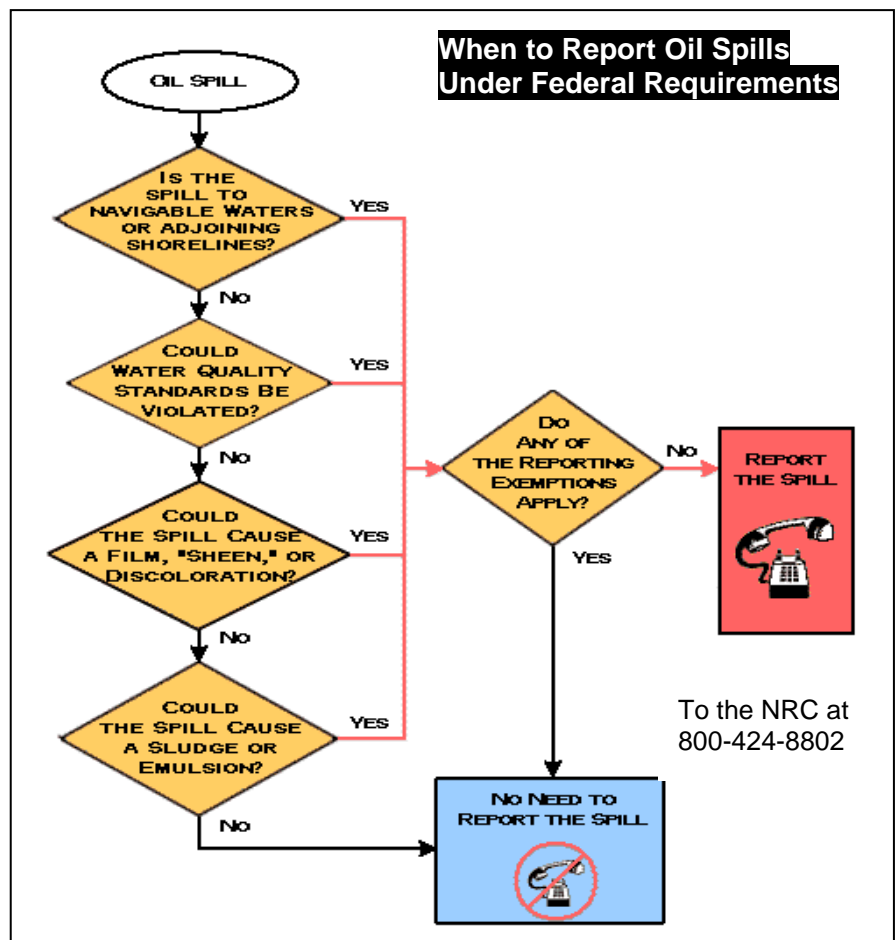 When to Report Oil Spills
Under Federal Requirements
OIL SPILL
IS THE
SPILL TO
NAVIGABLE WATERS
OR ADJOINING
SHORELINES?
YES
NO
COULD
WATER QUALITY
STANDARDS BE
VIOLATED?
YES
NO
COULD
THE SPILL CAUSE
A FILM, "SHEEN," OR
DISCOLORATION?
YES
NO
COULD
THE SPILL CAUSE
A SLUDGE OR
EMULSION?
YES
NO
DO
ANY OF
THE REPORTING
EXEMPTIONS
APPLY?
NO
YES
REPORT
THE SPILL
To the NRC at
800-424-8802
NO NEED TO
REPORT THE SPILL